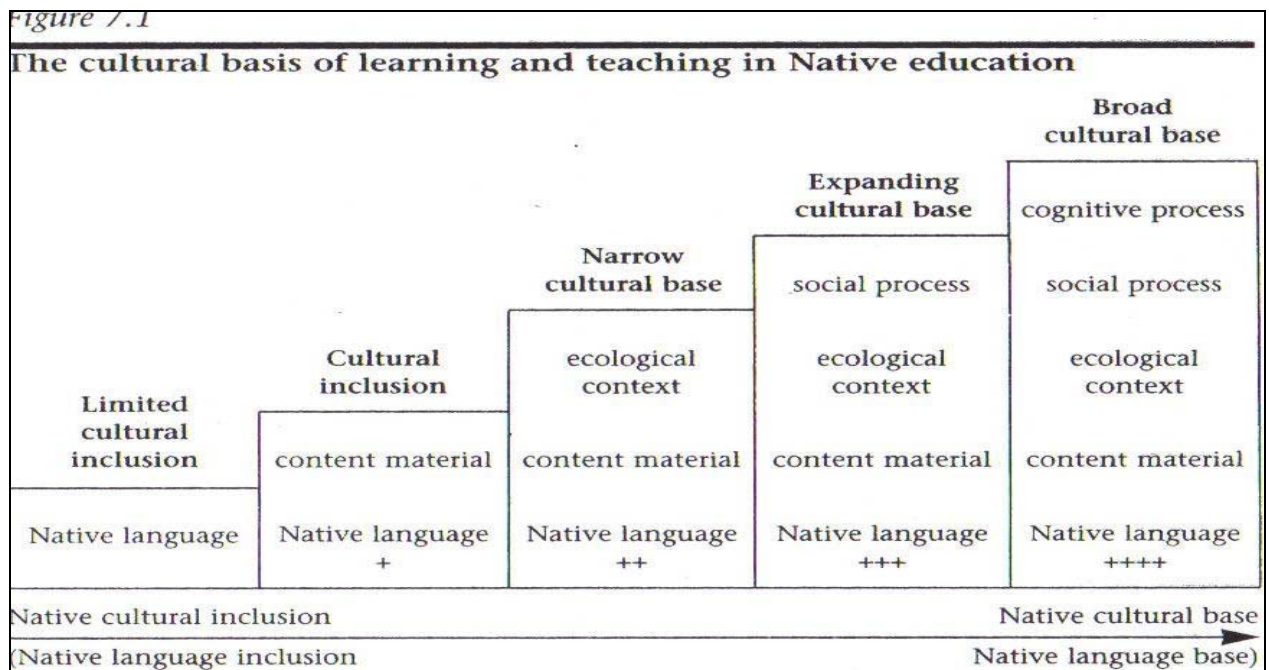 Figure 7.1
The cultural basis of learning and teaching in Native education
Broad
cultural base
cognitive process
social process
ecological
context
content material
Native language
++++
Expanding
cultural base
social process
ecological
context
content material
Native language
+++
Narrow
cultural base
ecological
context
content material
Native language
++
Cultural
inclusion
content material
Native language
+
Limited
cultural
inclusion
Native language
Native cultural inclusion
Native cultural base
(Native language inclusion
Native language base)